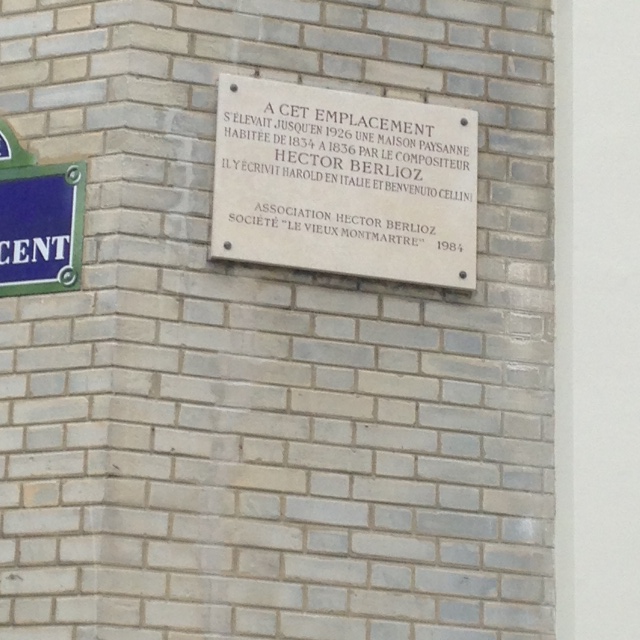 A CET EMPLACEMENT
S'ÉLEVAIT JUSQU'EN 1926 UNE MAISON PAYSANNE
HABITÉE DE 1834 A 1836 PAR LE COMPOSITEUR
HECTOR BERLIOZ
IL Y ÉCRIVIT HAROLD EN ITALIE ET BENVENUTO CELLINI
ASSOCIATION HECTOR BERLIOZ
SOCIÉTÉ "LE VIEUX MONTMARTRE" 1984
CENT